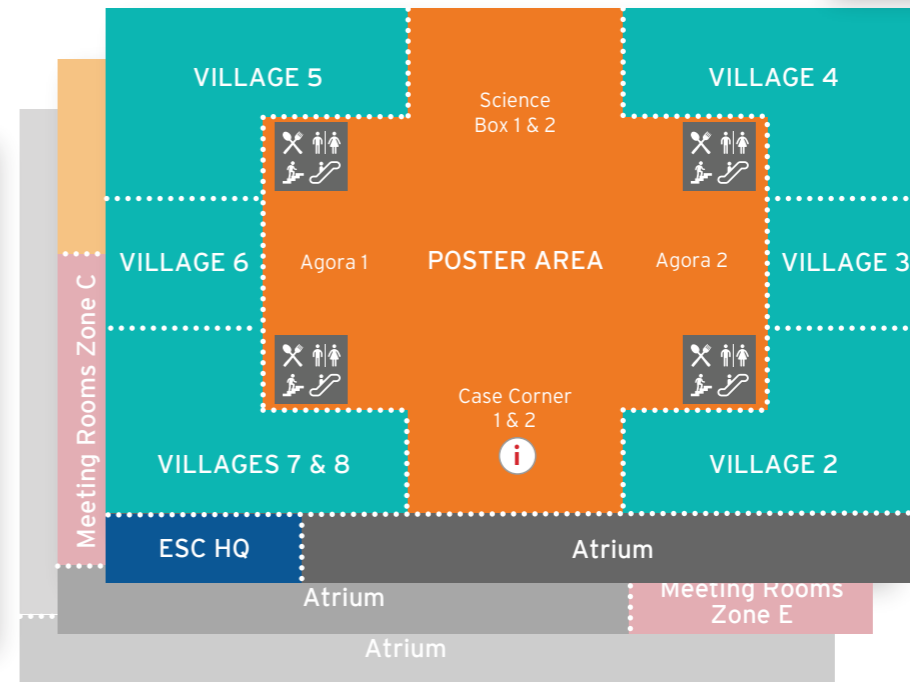 VILLAGE 5
VILLAGE 4
Science
Box 1 & 2
VILLAGE 6
Agora 1
POSTER AREA
Agora 2
VILLAGE 3
Meeting Rooms Zone C
Case Corner
1 & 2
i
VILLAGES 7 & 8
VILLAGE 2
ESC HQ
Atrium
Atrium
Meeting Rooms
Zone E
Atrium